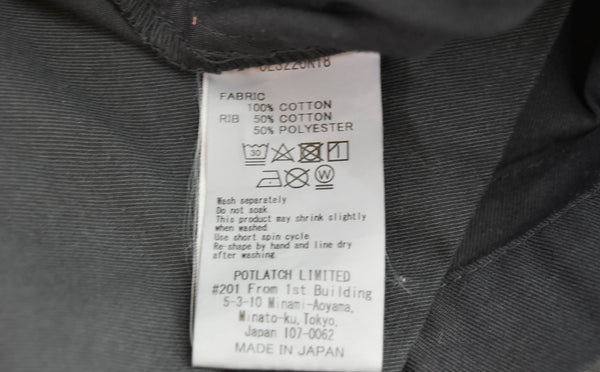 FABRIC
100% COTTON
RIB 50% COTTON
50% POLYESTER
30
W
Wash separately
Do not soak
This product may shrink slightly
when washed
Use short spin cycle
Re-shape by hand and line dry
after washing
POTLATCH LIMITED
#201 From 1st Building
5-3-10 Minami-Aoyama,
Minato-ku, Tokyo,
Japan 107-0062
MADE IN JAPAN